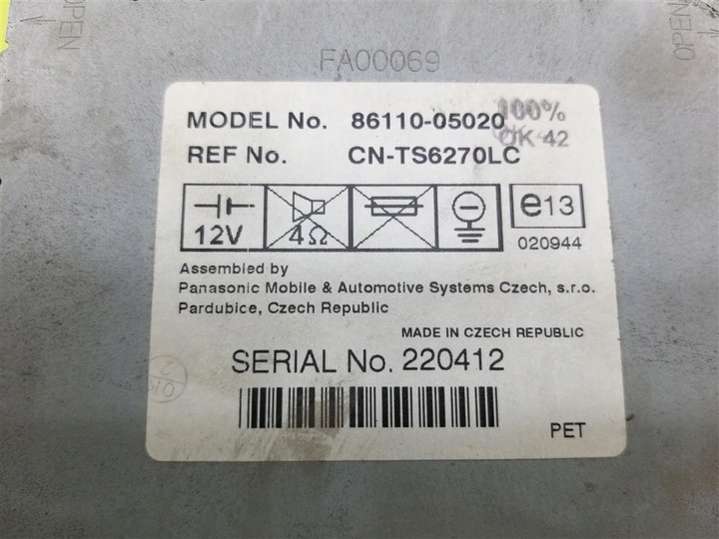 OPEN
OPEN
FA00069
MODEL No. 86110-05020
100%
OK 42
REF No. CN-TS6270LC
12V
4Ω
e13
020944
Assembled by
Panasonic Mobile & Automotive Systems Czech, s.r.o.
Pardubice, Czech Republic
MADE IN CZECH REPUBLIC
SERIAL No. 220412
PET